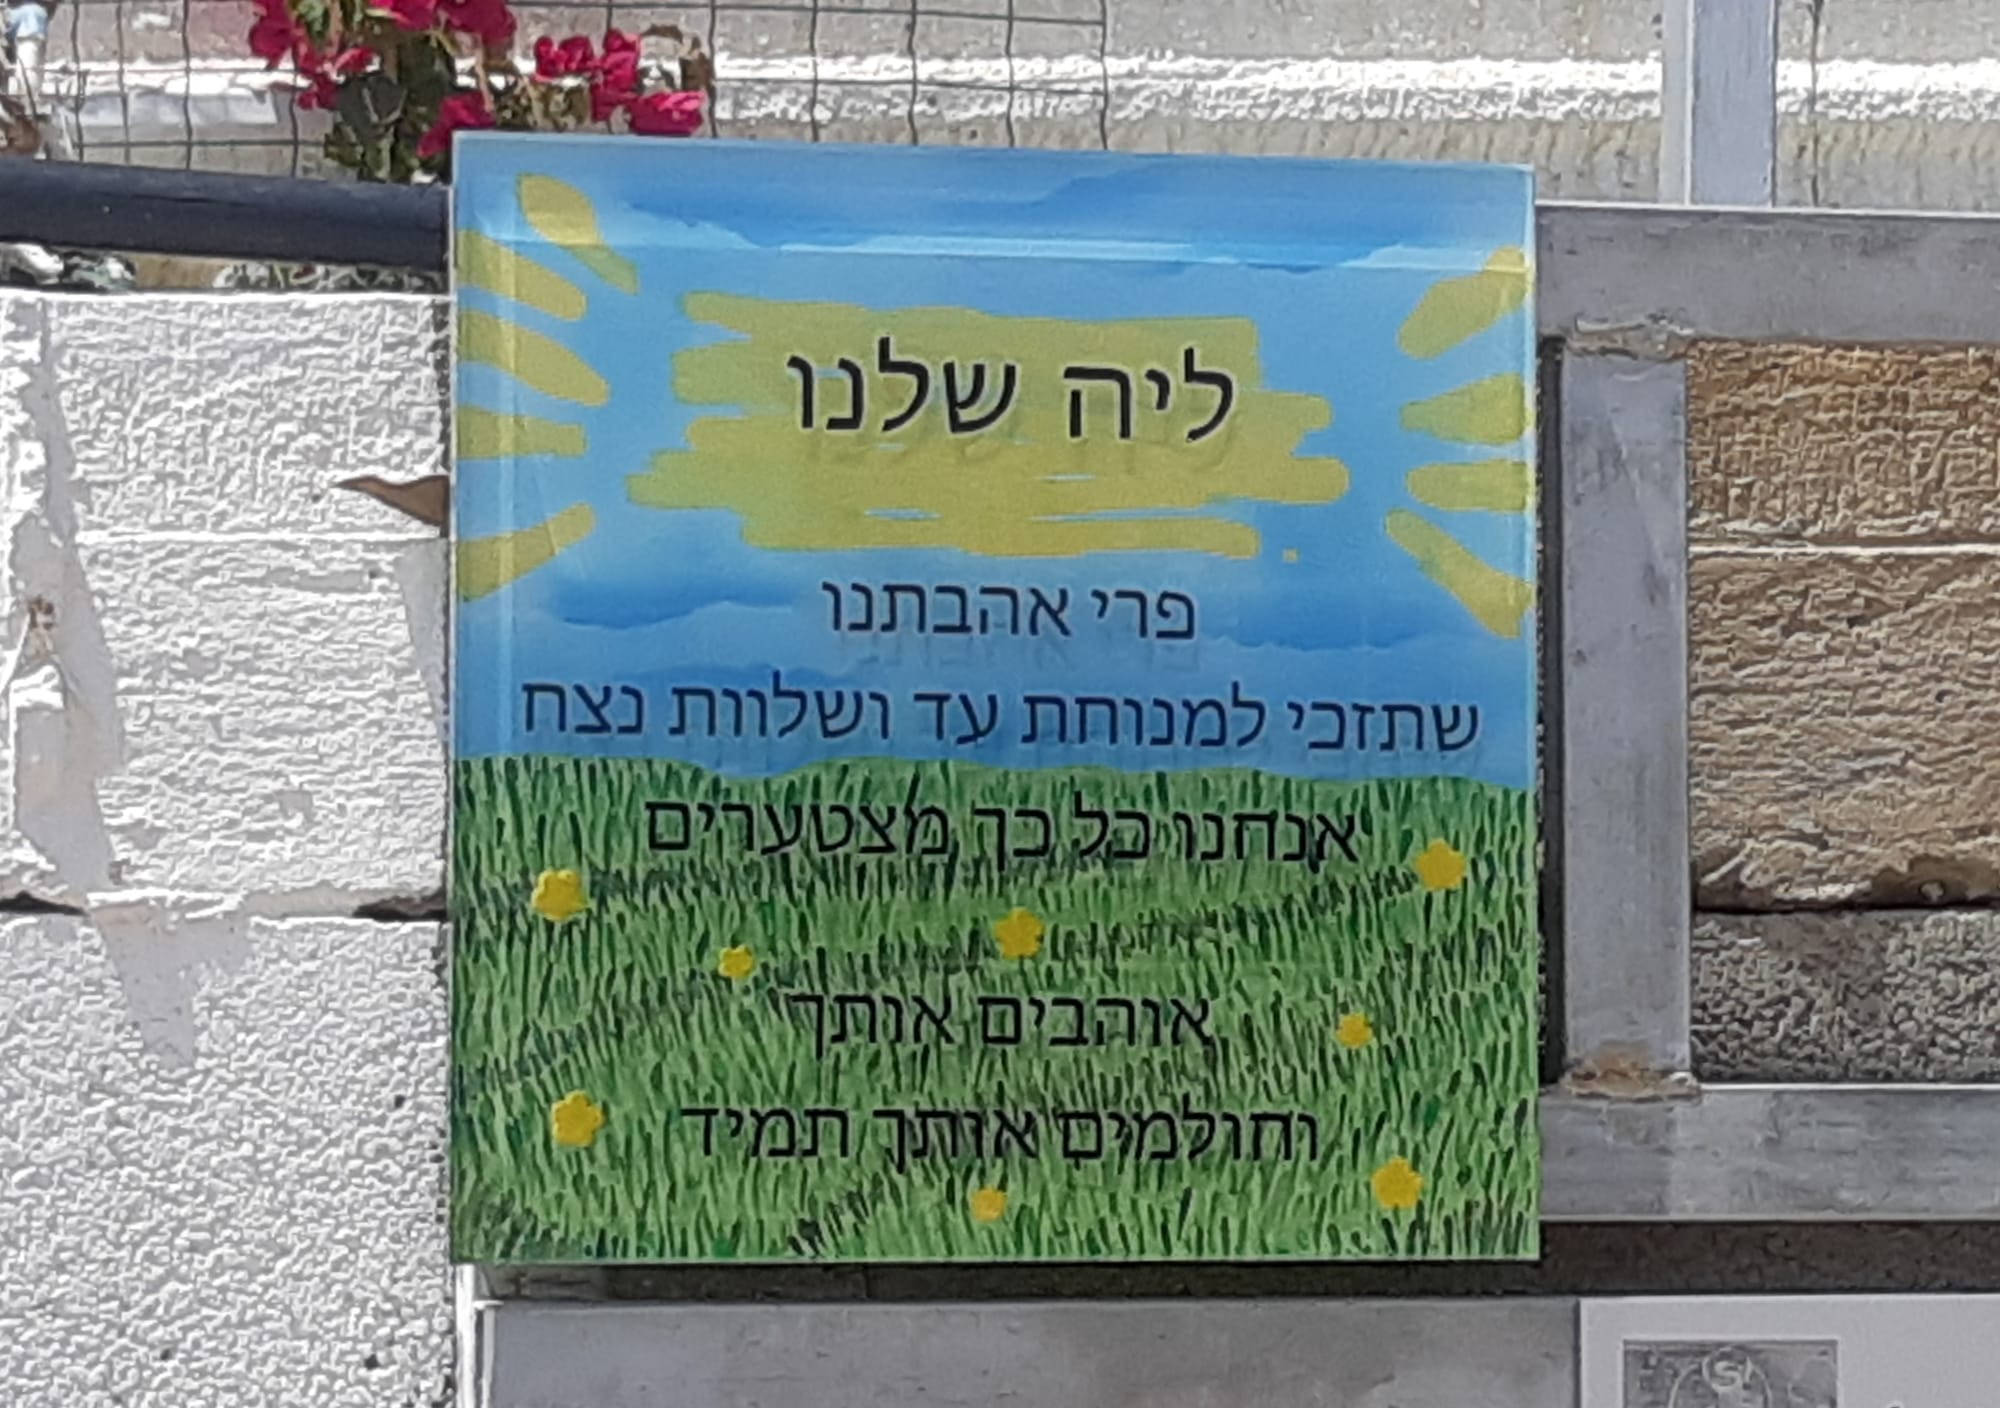 ליה שלנו
פרי אהבתנו
שתזכי למנוחת עד ושלוות נצח
אנחנו כל כך מצטערים
אוהבים אותך
וחולמים אותך תמיד